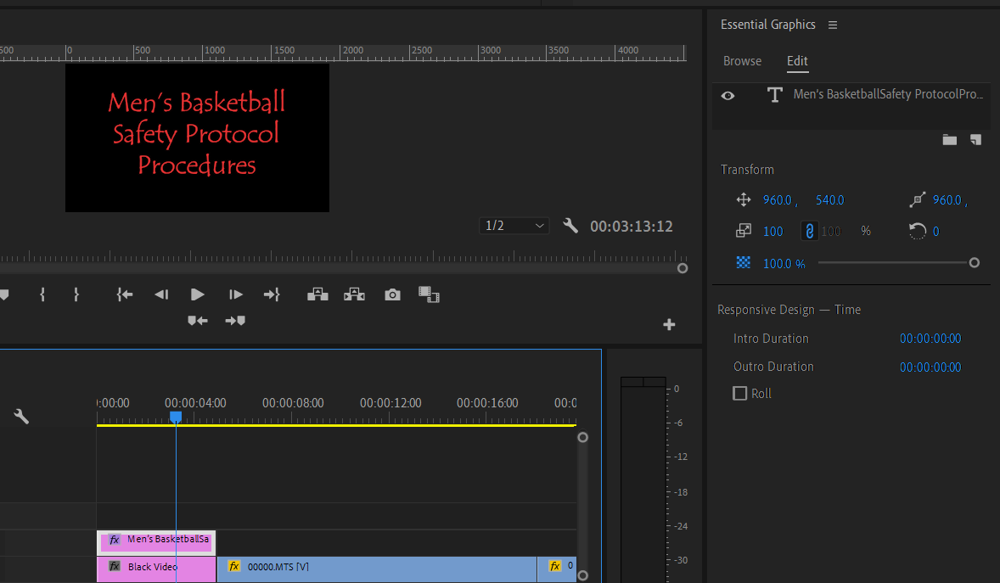 Essential Graphics
Browse Edit
Men's BasketballSafety ProtocolPro...
500 0 500 1000 1500 2000 2500 3000 3500 4000
Men's Basketball
Safety Protocol
Procedures
1/2 00:03:13:12
Transform
960.0 , 540.0 960.0 ,
100 100 % 0
100.0 %
Responsive Design — Time
Intro Duration 00:00:00:00
Outro Duration 00:00:00:00
Roll
:00:00 00:00:04:00 00:00:08:00 00:00:12:00 00:00:16:00 00:0
0
-6
-12
-18
-24
-30
fx Men's BasketballSa
fx Black Video fx 00000.MTS [V] fx 0